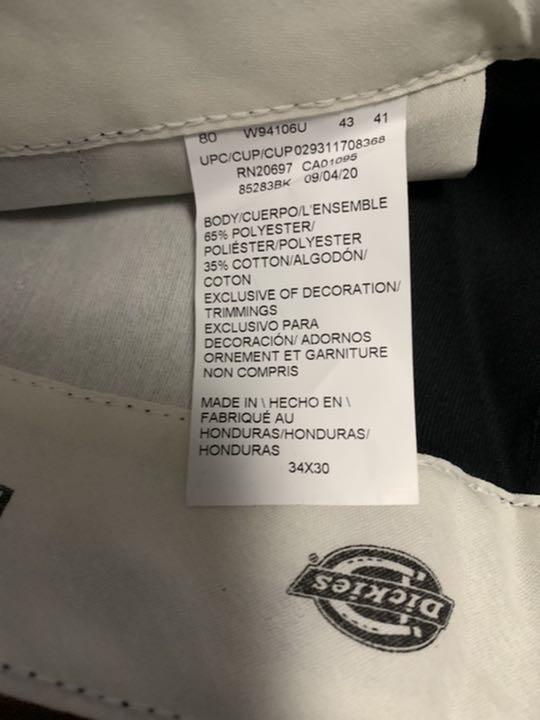 80 W94106U 43 41
UPC/CUP/CUP 029311708368
RN20697 CA01095
85283BK 09/04/20
BODY/CUERPO/L'ENSEMBLE
65% POLYESTER/
POLIÉSTER/POLYESTER
35% COTTON/ALGODÓN/
COTON
EXCLUSIVE OF DECORATION/
TRIMMINGS
EXCLUSIVO PARA
DECORACIÓN/ ADORNOS
ORNEMENT ET GARNITURE
NON COMPRIS
MADE IN \ HECHO EN \
FABRIQUÉ AU
HONDURAS/HONDURAS/
HONDURAS
34X30
Dickies®